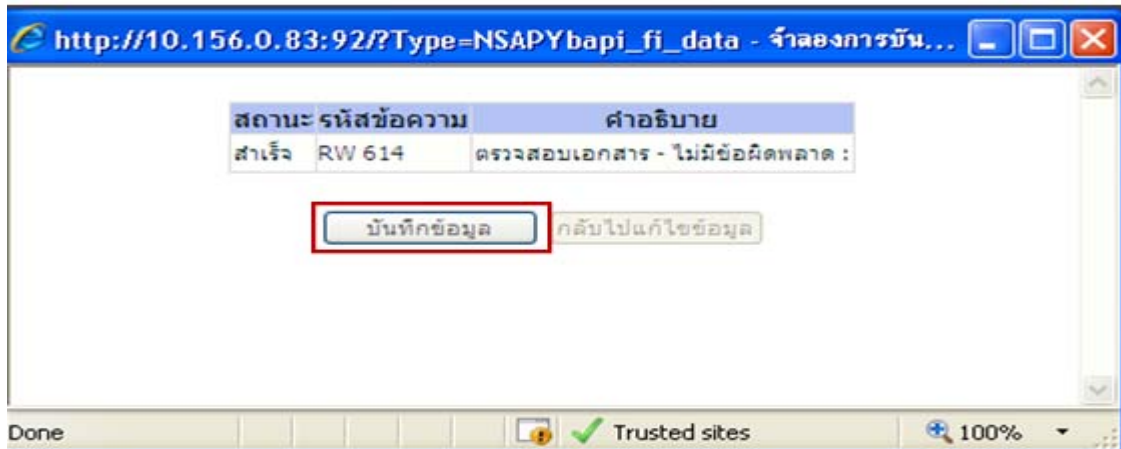 http://10.156.0.83:92/?Type=NSAPYbapi_fi_data - จำลองการบัน...
สถานะ รหัสข้อความ คำอธิบาย
สำเร็จ RW 614 ตรวจสอบเอกสาร - ไม่มีข้อผิดพลาด :
บันทึกข้อมูล กลับไปแก้ไขข้อมูล
Done Trusted sites 100%